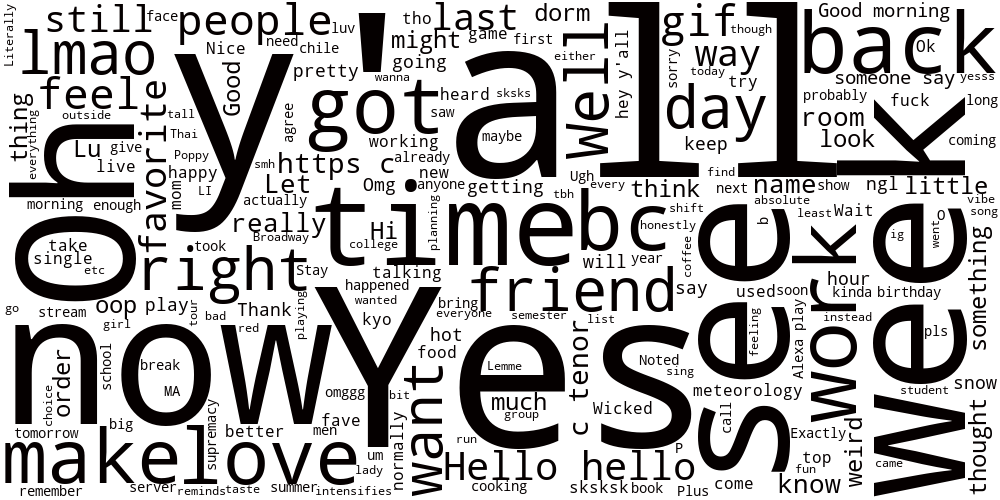 Literally
still
face
people
luv
tho
last
dorm
gif
though
Good morning
lmao
Nice
need
chile
'
might
game
first
Well
hey y'all
way
back
Ok
y
all
going
either
sorry
today
someone say
yesss
feel
Good
pretty
wanna
heard
sksks
try
probably
fuck
long
thing
everything
outside
tall
favorite
got
agree
saw
maybe
day
room
k
oh
Lu
give
Thai
working
keep
look
coming
live
happy
Poppy
smh
https c
already
new
Ugh
every
find
mom
LI
Let
Omg
anyone
getting
tbh
think
next
name
show
ngl
little
morning
enough
actually
time
bc
shift
absolute
least
Wait
O
vibe
song
really
Hi
planning
honestly
b
take
single
etc
took
Broadway
college
will
year
coffee
see
work
ig
went
something
right
Stay
talking
friend
say
hour
go
stream
oop
play
tour
Thank
happened
wanted
bring
everyone
used
soon
kinda
birthday
girl
bad
red
playing
Yes
kyo
semester
list
feeling
Alexa play
instead
Week
now
hot
food
c tenor
Noted
sing
pls
school
break
Lemme
order
choice
MA
omggg
bit
much
group
Wicked
meteorology
student
snow
tomorrow
big
supremacy
better
men
fave
normally
want
call
Exactly
weird
thought
make
love
um
lady
run
Hello
hello
P
top
fun
came
remember
server
reminds
taste
summer
intensifies
cooking
sksksk
book
Plus
come
know